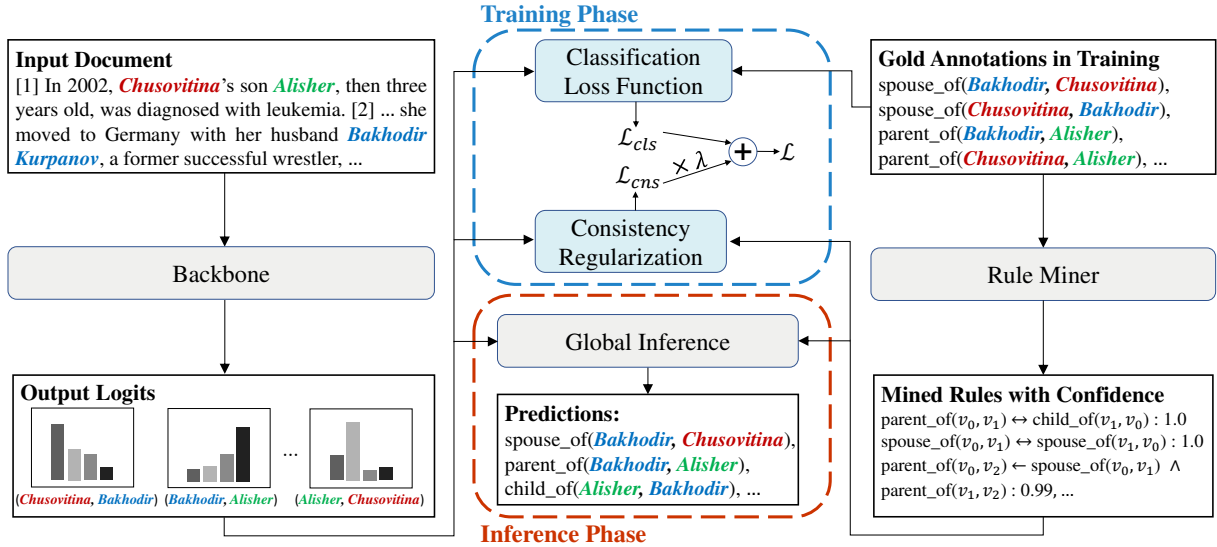 Training Phase
Input Document
[1] In 2002, Chusovitina's son Alisher, then three
years old, was diagnosed with leukemia. [2] ... she
moved to Germany with her husband Bakhodir
Kurpanov, a former successful wrestler, ...
Backbone
Output Logits
...
(Chusovitina, Bakhodir)
(Bakhodir, Alisher)
(Alisher, Chusovitina)
Classification
Loss Function
ℒcls
+
ℒ
× λ
ℒcns
Consistency
Regularization
Global Inference
Predictions:
spouse_of(Bakhodir, Chusovitina),
parent_of(Bakhodir, Alisher),
child_of(Alisher, Bakhodir), ...
Inference Phase
Gold Annotations in Training
spouse_of(Bakhodir, Chusovitina),
spouse_of(Chusovitina, Bakhodir),
parent_of(Bakhodir, Alisher),
parent_of(Chusovitina, Alisher), ...
Rule Miner
Mined Rules with Confidence
parent_of(v₀, v₁) ↔ child_of(v₁, v₀) : 1.0
spouse_of(v₀, v₁) ↔ spouse_of(v₁, v₀) : 1.0
parent_of(v₀, v₂) ← spouse_of(v₀, v₁) ∧
parent_of(v₁, v₂) : 0.99, ...